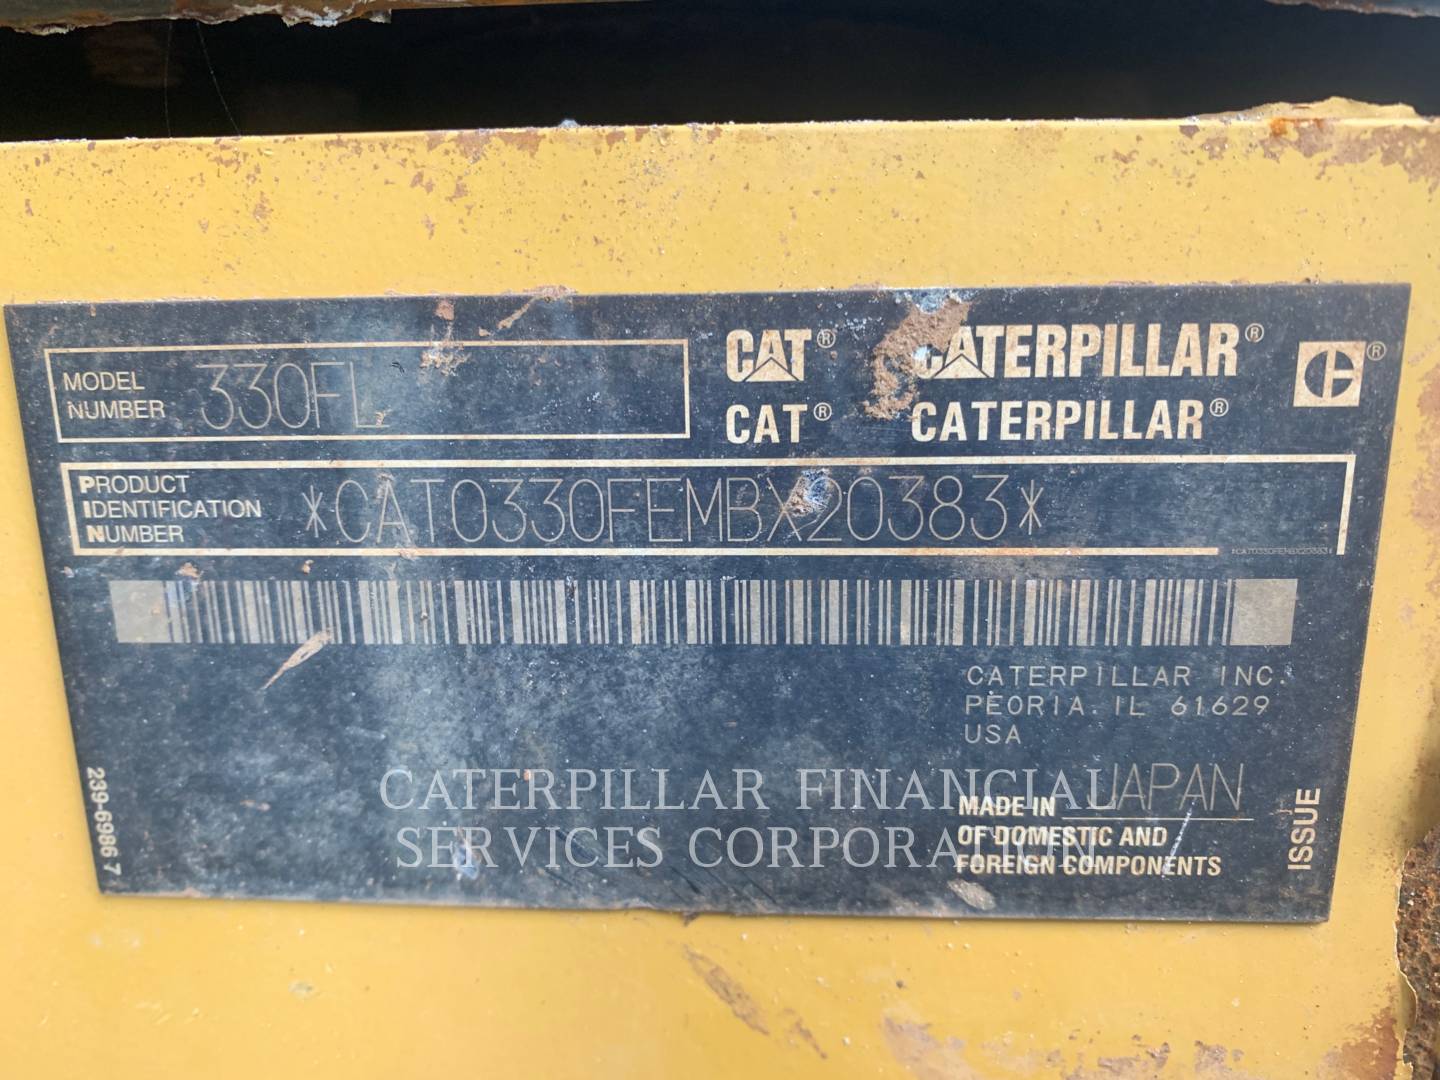 MODEL
NUMBER 330FL
CAT® CATERPILLAR®
CAT® CATERPILLAR®
PRODUCT
IDENTIFICATION
NUMBER
*CAT0330FEMBX20383*
*CAT0330FEMBX20383*
CATERPILLAR INC.
PEORIA. IL 61629
USA
MADE IN JAPAN
OF DOMESTIC AND
FOREIGN COMPONENTS
239-6986 7
ISSUE
CATERPILLAR FINANCIAL
SERVICES CORPORATION